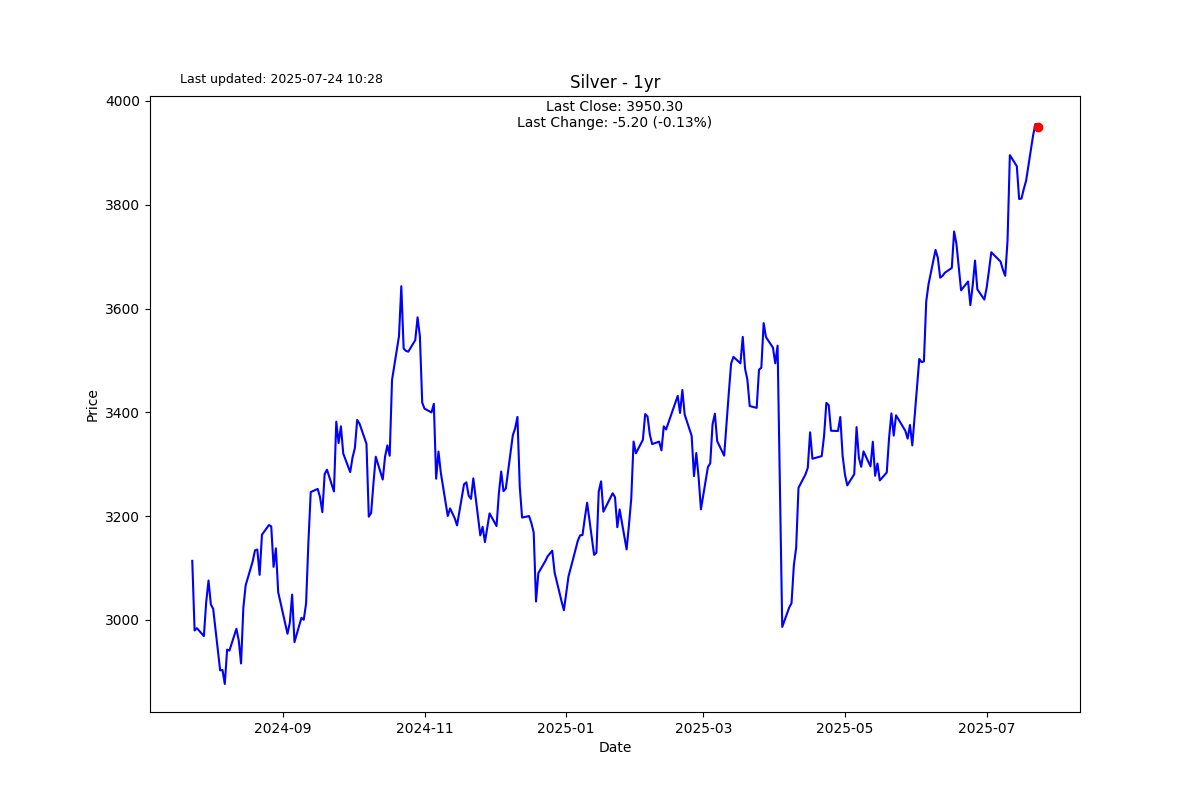 Last updated: 2025-07-24 10:28
Silver - 1yr
Last Close: 3950.30
Last Change: -5.20 (-0.13%)
4000
3800
3600
3400
3200
3000
Price
2024-09
2024-11
2025-01
2025-03
2025-05
2025-07
Date